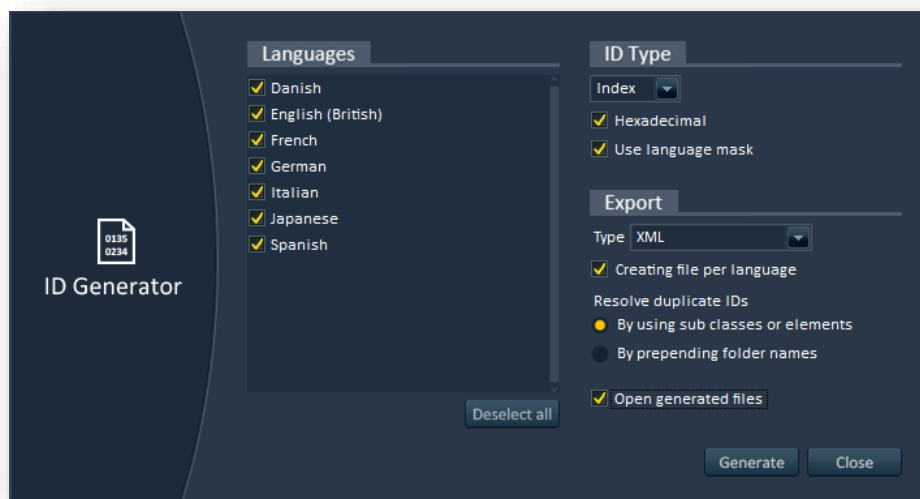 0135
0234
ID Generator
Languages
Danish
English (British)
French
German
Italian
Japanese
Spanish
Deselect all
ID Type
Index
Hexadecimal
Use language mask
Export
Type XML
Creating file per language
Resolve duplicate IDs
By using sub classes or elements
By prepending folder names
Open generated files
Generate Close